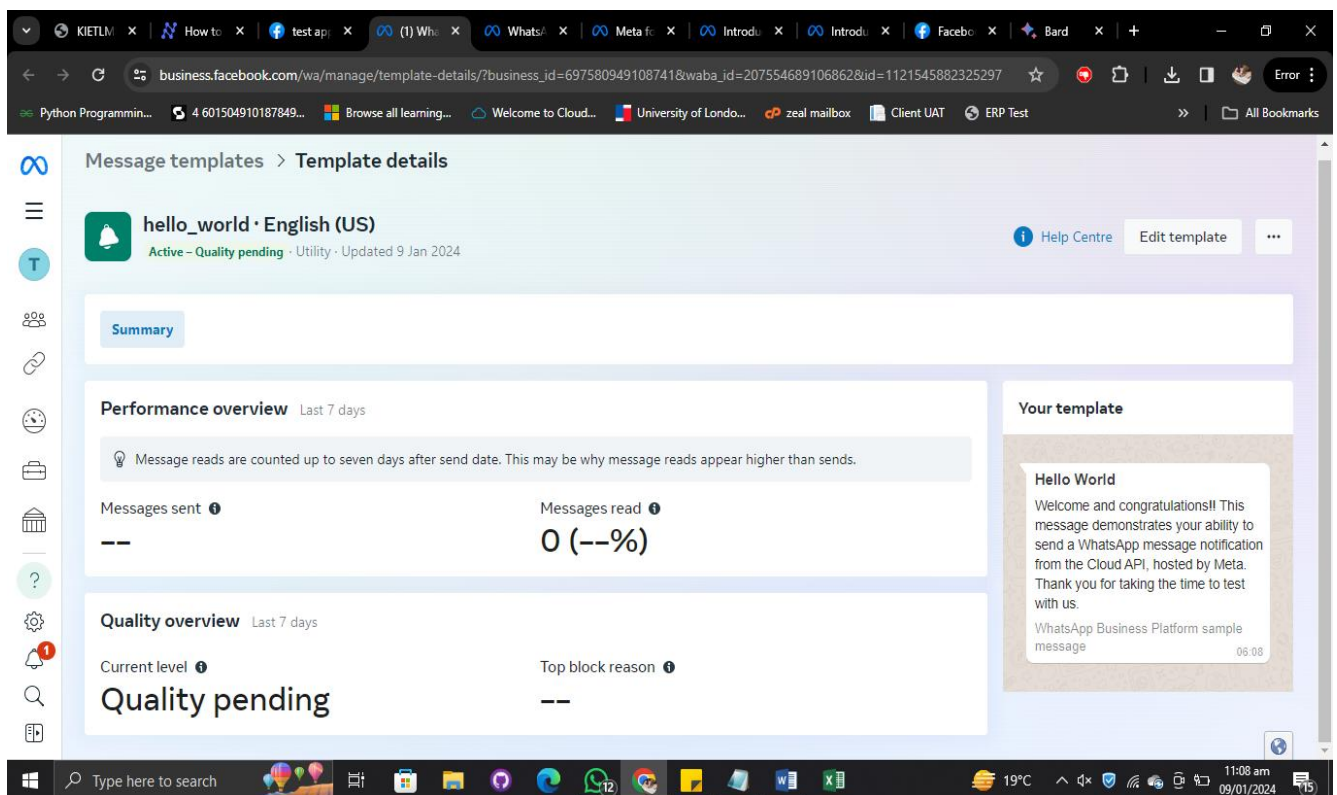 KIETLM
How to
test ap
(1) Wha
WhatsA
Meta fo
Introdu
Introdu
Facebo
Bard
business.facebook.com/wa/manage/template-details/?business_id=697580949108741&waba_id=207554689106862&id=1121545882325297
Error
Python Programmin...
4 601504910187849...
Browse all learning...
Welcome to Cloud...
University of Londo...
zeal mailbox
Client UAT
ERP Test
»
All Bookmarks
Message templates > Template details
hello_world · English (US)
Active – Quality pending · Utility · Updated 9 Jan 2024
Help Centre
Edit template
T
Summary
Performance overview Last 7 days
Message reads are counted up to seven days after send date. This may be why message reads appear higher than sends.
Messages sent
--
Messages read
0 (--%)
Quality overview Last 7 days
Current level
Quality pending
Top block reason
--
Your template
Hello World
Welcome and congratulations!! This
message demonstrates your ability to
send a WhatsApp message notification
from the Cloud API, hosted by Meta.
Thank you for taking the time to test
with us.
WhatsApp Business Platform sample
message
06:08
1
Type here to search
12
19°C
11:08 am
09/01/2024
15